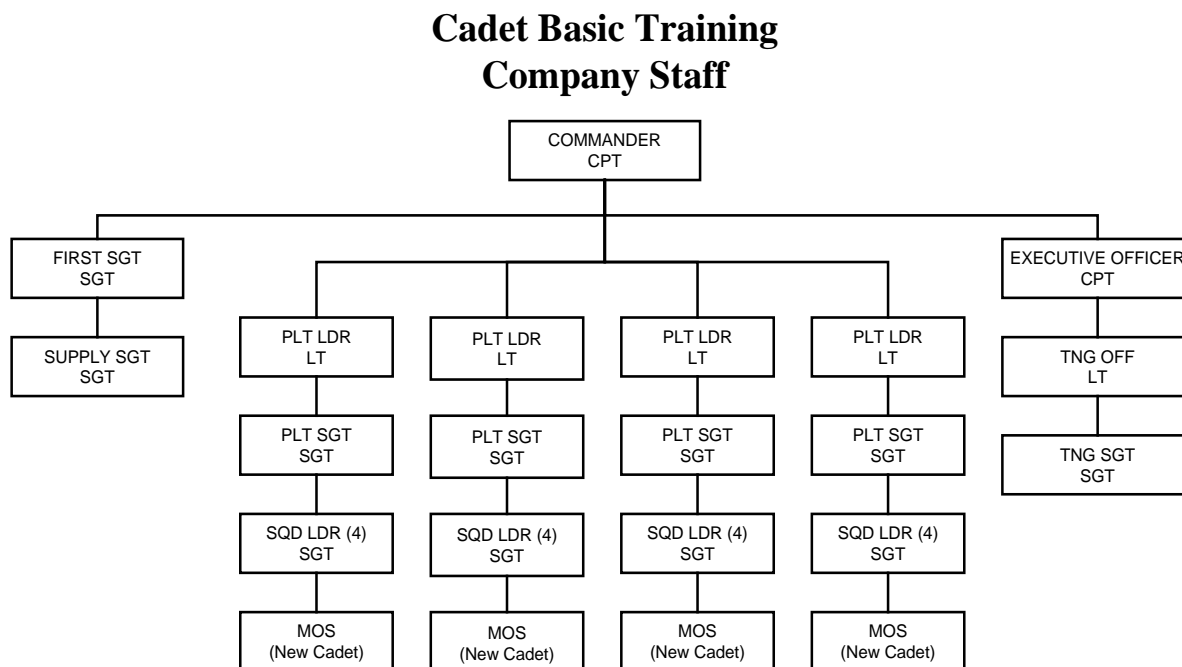 Cadet Basic Training
Company Staff
COMMANDER
CPT
FIRST SGT
SGT
EXECUTIVE OFFICER
CPT
SUPPLY SGT
SGT
PLT LDR
LT
PLT LDR
LT
PLT LDR
LT
PLT LDR
LT
TNG OFF
LT
PLT SGT
SGT
PLT SGT
SGT
PLT SGT
SGT
PLT SGT
SGT
TNG SGT
SGT
SQD LDR (4)
SGT
SQD LDR (4)
SGT
SQD LDR (4)
SGT
SQD LDR (4)
SGT
MOS
(New Cadet)
MOS
(New Cadet)
MOS
(New Cadet)
MOS
(New Cadet)